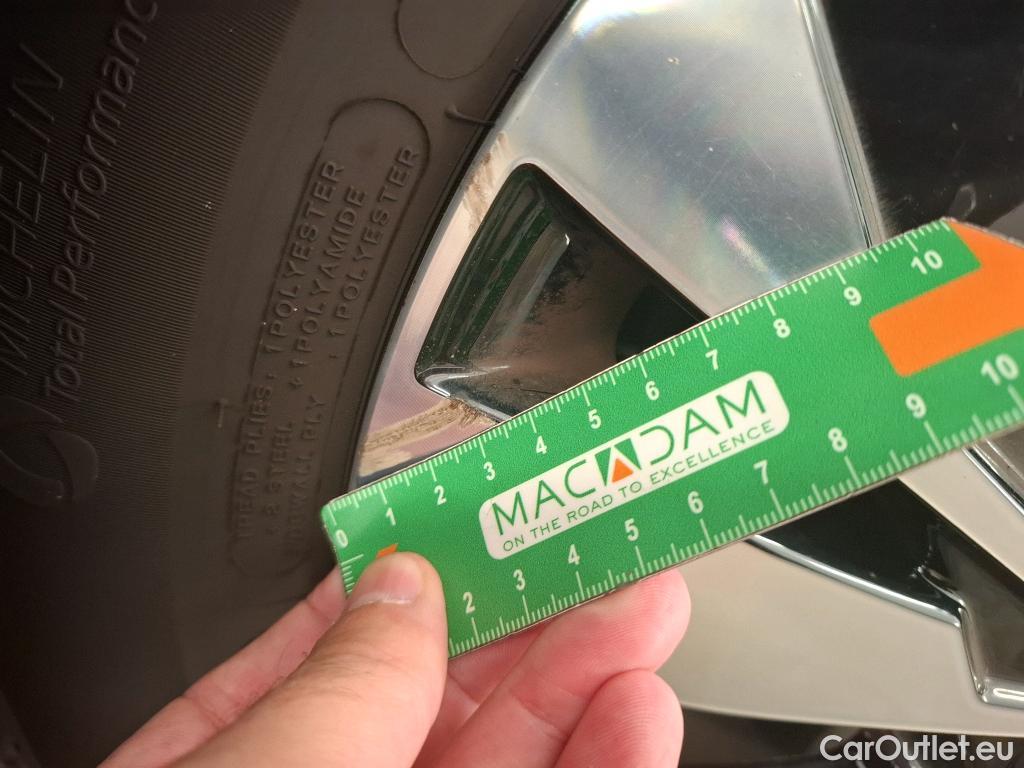 MICHELIN
Total Performance
TREAD PLIES: 1 POLYESTER
+ 2 STEEL + 1 POLYAMIDE
SIDEWALL PLY : 1 POLYESTER
0 1 2 3 4 5 6 7 8 9 10
MACADAM
ON THE ROAD TO EXCELLENCE
2 3 4 5 6 7 8 9 10
CarOutlet.eu